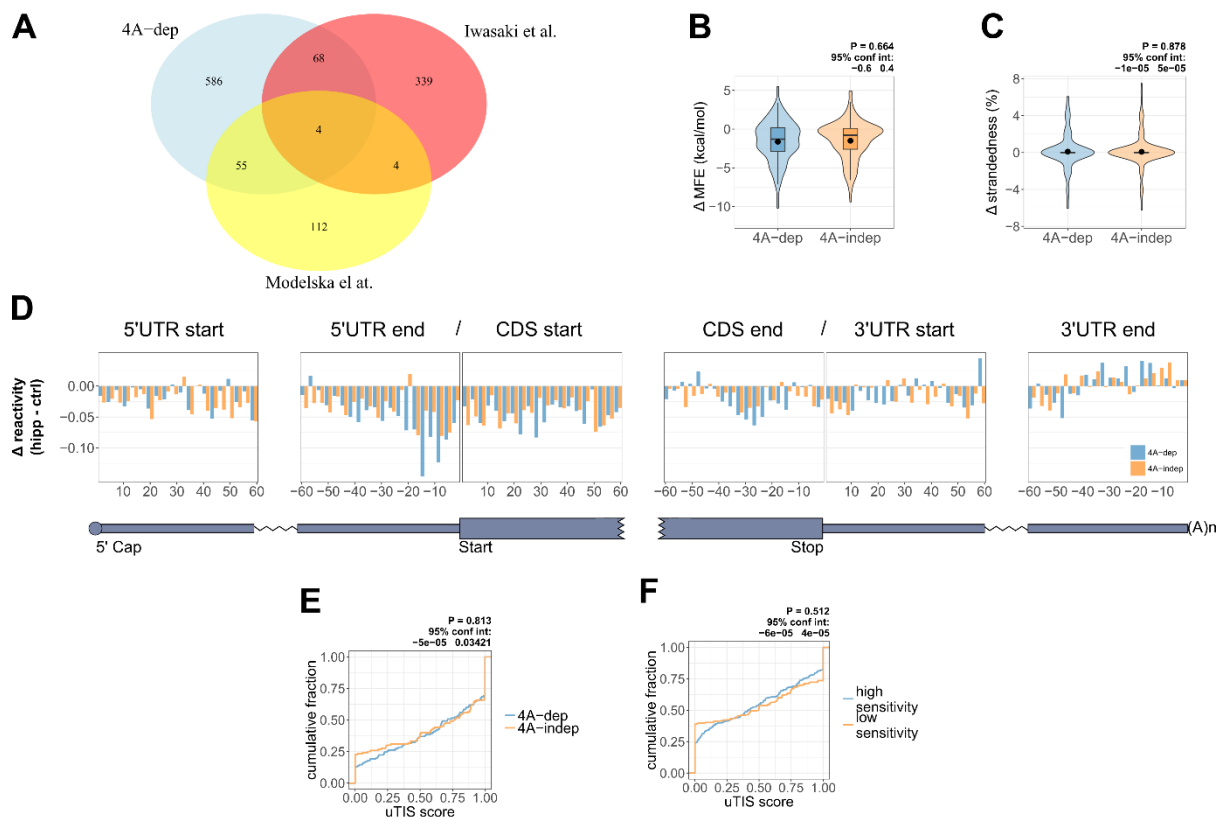 A
4A−dep
Iwasaki et al.
586
68
339
4
55
4
112
Modelska el at.
B
P = 0.664
95% conf int:
−0.6 0.4
Δ MFE (kcal/mol)
5
0
−5
−10
4A−dep 4A−indep
C
P = 0.878
95% conf int:
−1e−05 5e−05
Δ strandedness (%)
8
4
0
−4
−8
4A−dep 4A−indep
D
5'UTR start 5'UTR end / CDS start CDS end / 3'UTR start 3'UTR end
Δ reactivity
(hipp - ctrl)
0.00
−0.05
−0.10
4A−dep
4A−indep
10 20 30 40 50 60 −60 −50 −40 −30 −20 −10 10 20 30 40 50 60 −60 −50 −40 −30 −20 −10 10 20 30 40 50 60 −60 −50 −40 −30 −20 −10
5' Cap Start Stop (A)n
E
P = 0.813
95% conf int:
−5e−05 0.03421
cumulative fraction
1.00
0.75
0.50
0.25
0.00
0.00 0.25 0.50 0.75 1.00
uTIS score
4A−dep
4A−indep
F
P = 0.512
95% conf int:
−6e−05 4e−05
cumulative fraction
1.00
0.75
0.50
0.25
0.00
0.00 0.25 0.50 0.75 1.00
uTIS score
high
sensitivity
low
sensitivity